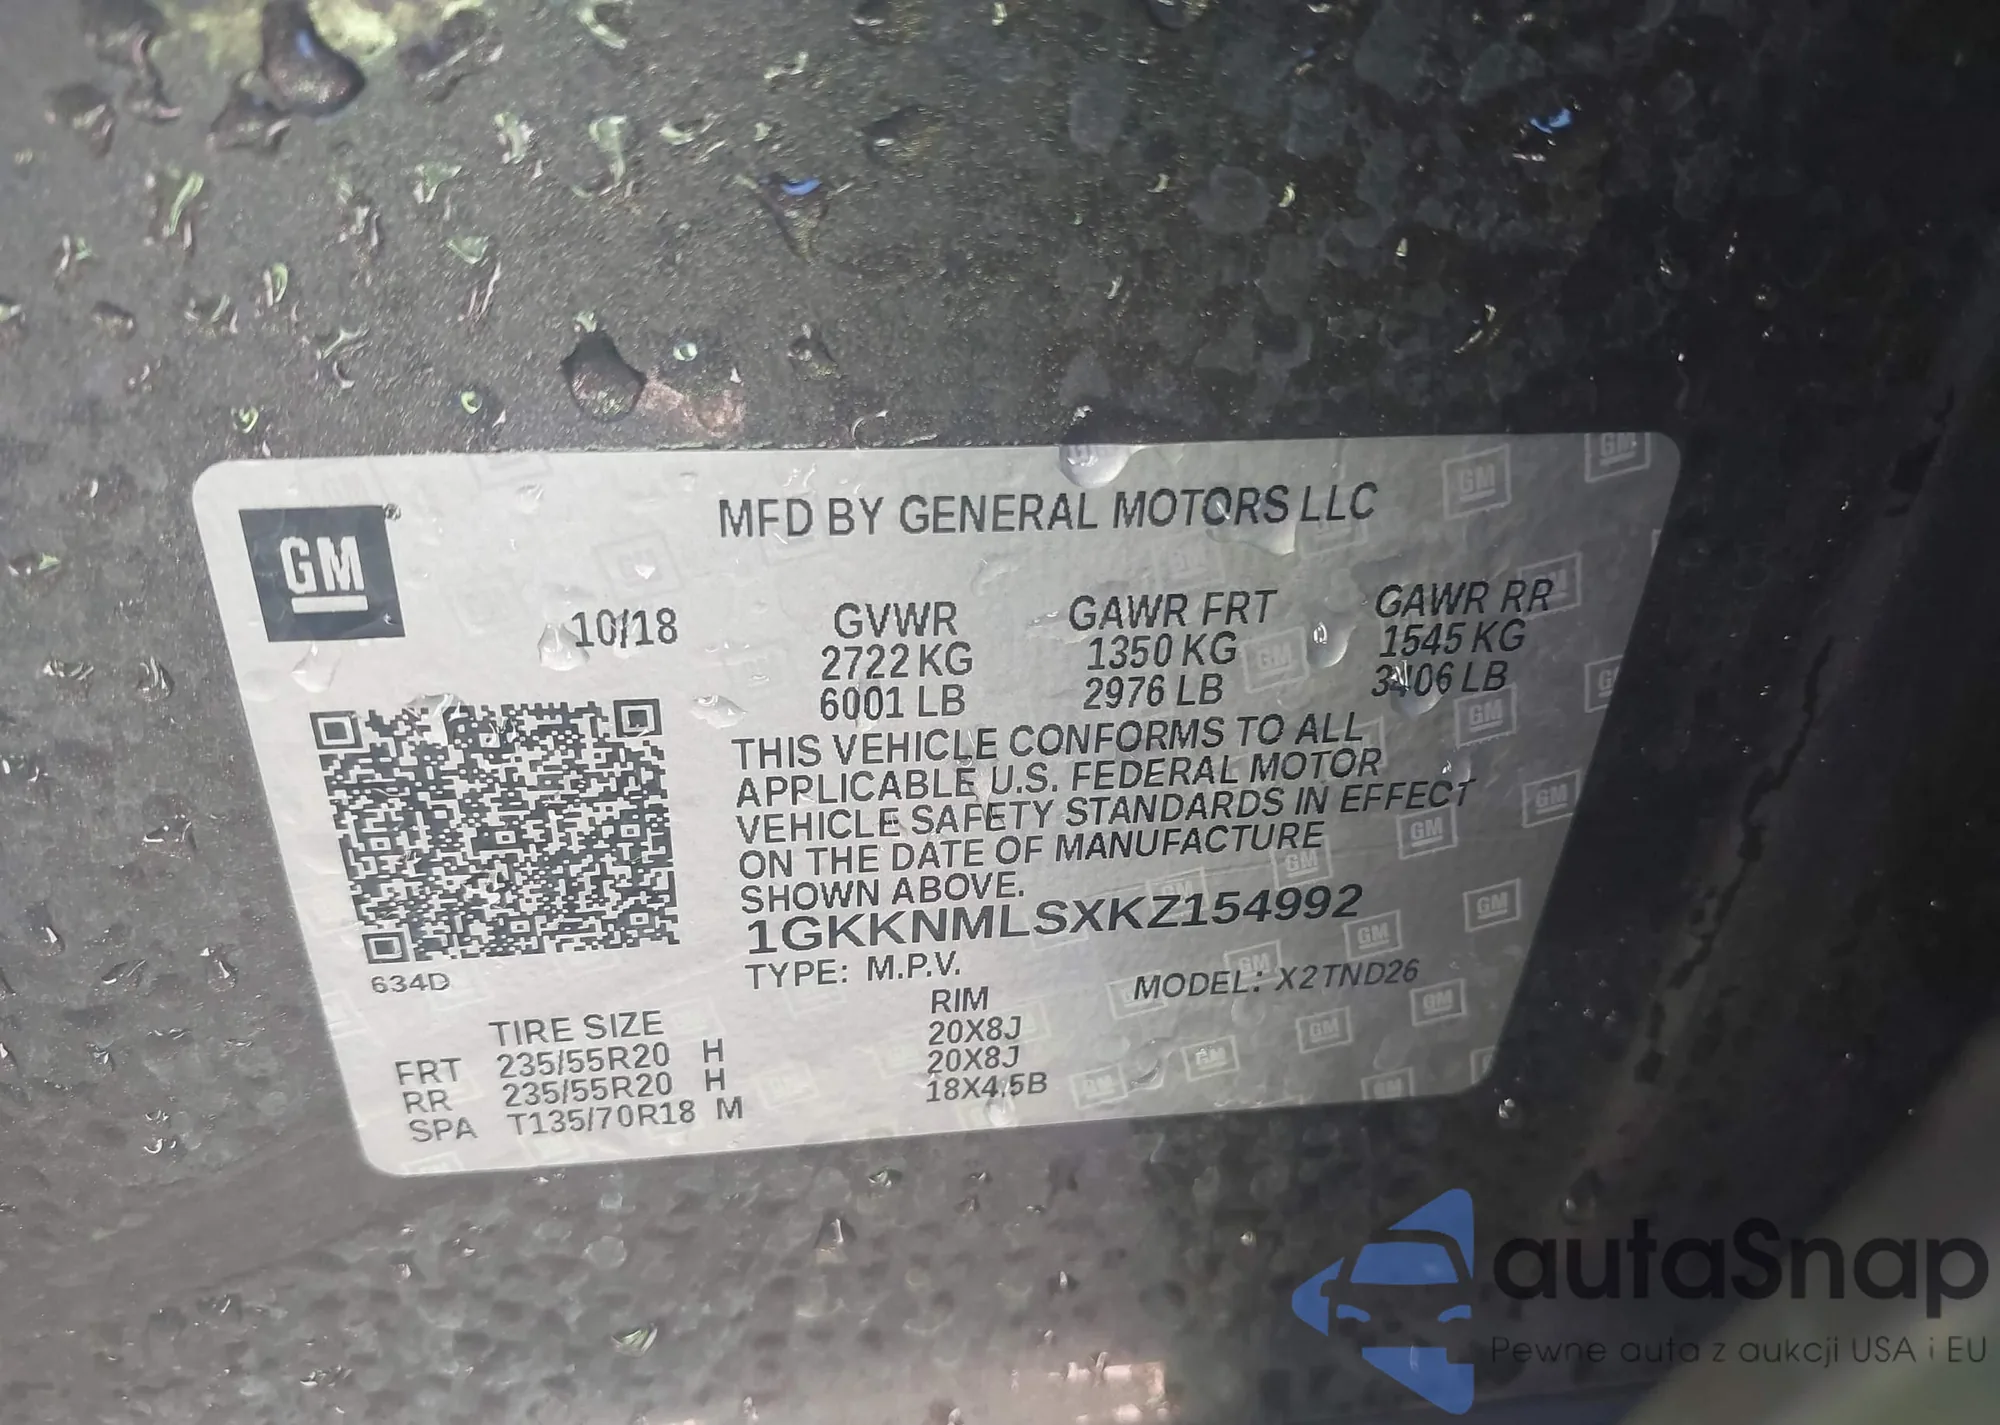 GM
MFD BY GENERAL MOTORS LLC
10/18 GVWR GAWR FRT GAWR RR
2722 KG 1350 KG 1545 KG
6001 LB 2976 LB 3406 LB
THIS VEHICLE CONFORMS TO ALL
APPLICABLE U.S. FEDERAL MOTOR
VEHICLE SAFETY STANDARDS IN EFFECT
ON THE DATE OF MANUFACTURE
SHOWN ABOVE.
1GKKNMLSXKZ154992
634D TYPE: M.P.V. MODEL: X2TND26
TIRE SIZE RIM
FRT 235/55R20 H 20X8J
RR 235/55R20 H 20X8J
SPA T135/70R18 M 18X4.5B
autaSnap
Pewne auta z aukcji USA i EU